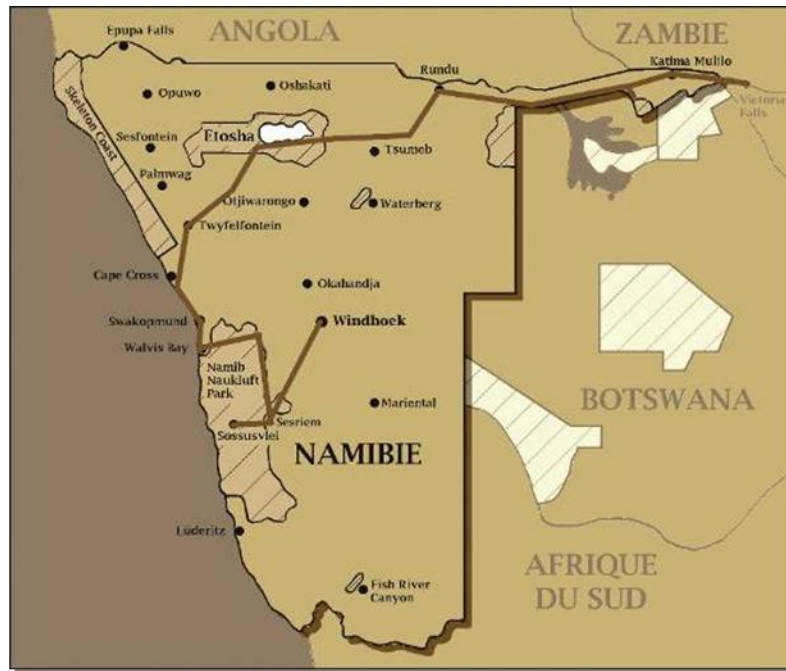 ANGOLA
ZAMBIE
Epupa Falls
Katima Mulilo
Rundu
Oshakati
Opuwo
Victoria
Falls
Skeleton Coast
Etosha
Sesfontein
Tsumeb
Palmwag
Otjiwarongo
Waterberg
Twyfelfontein
Cape Cross
Okahandja
Swakopmund
Windhoek
Walvis Bay
Namib
Naukluft
Park
Mariental
BOTSWANA
Sesriem
Sossusvlei
NAMIBIE
Lüderitz
AFRIQUE
DU SUD
Fish River
Canyon